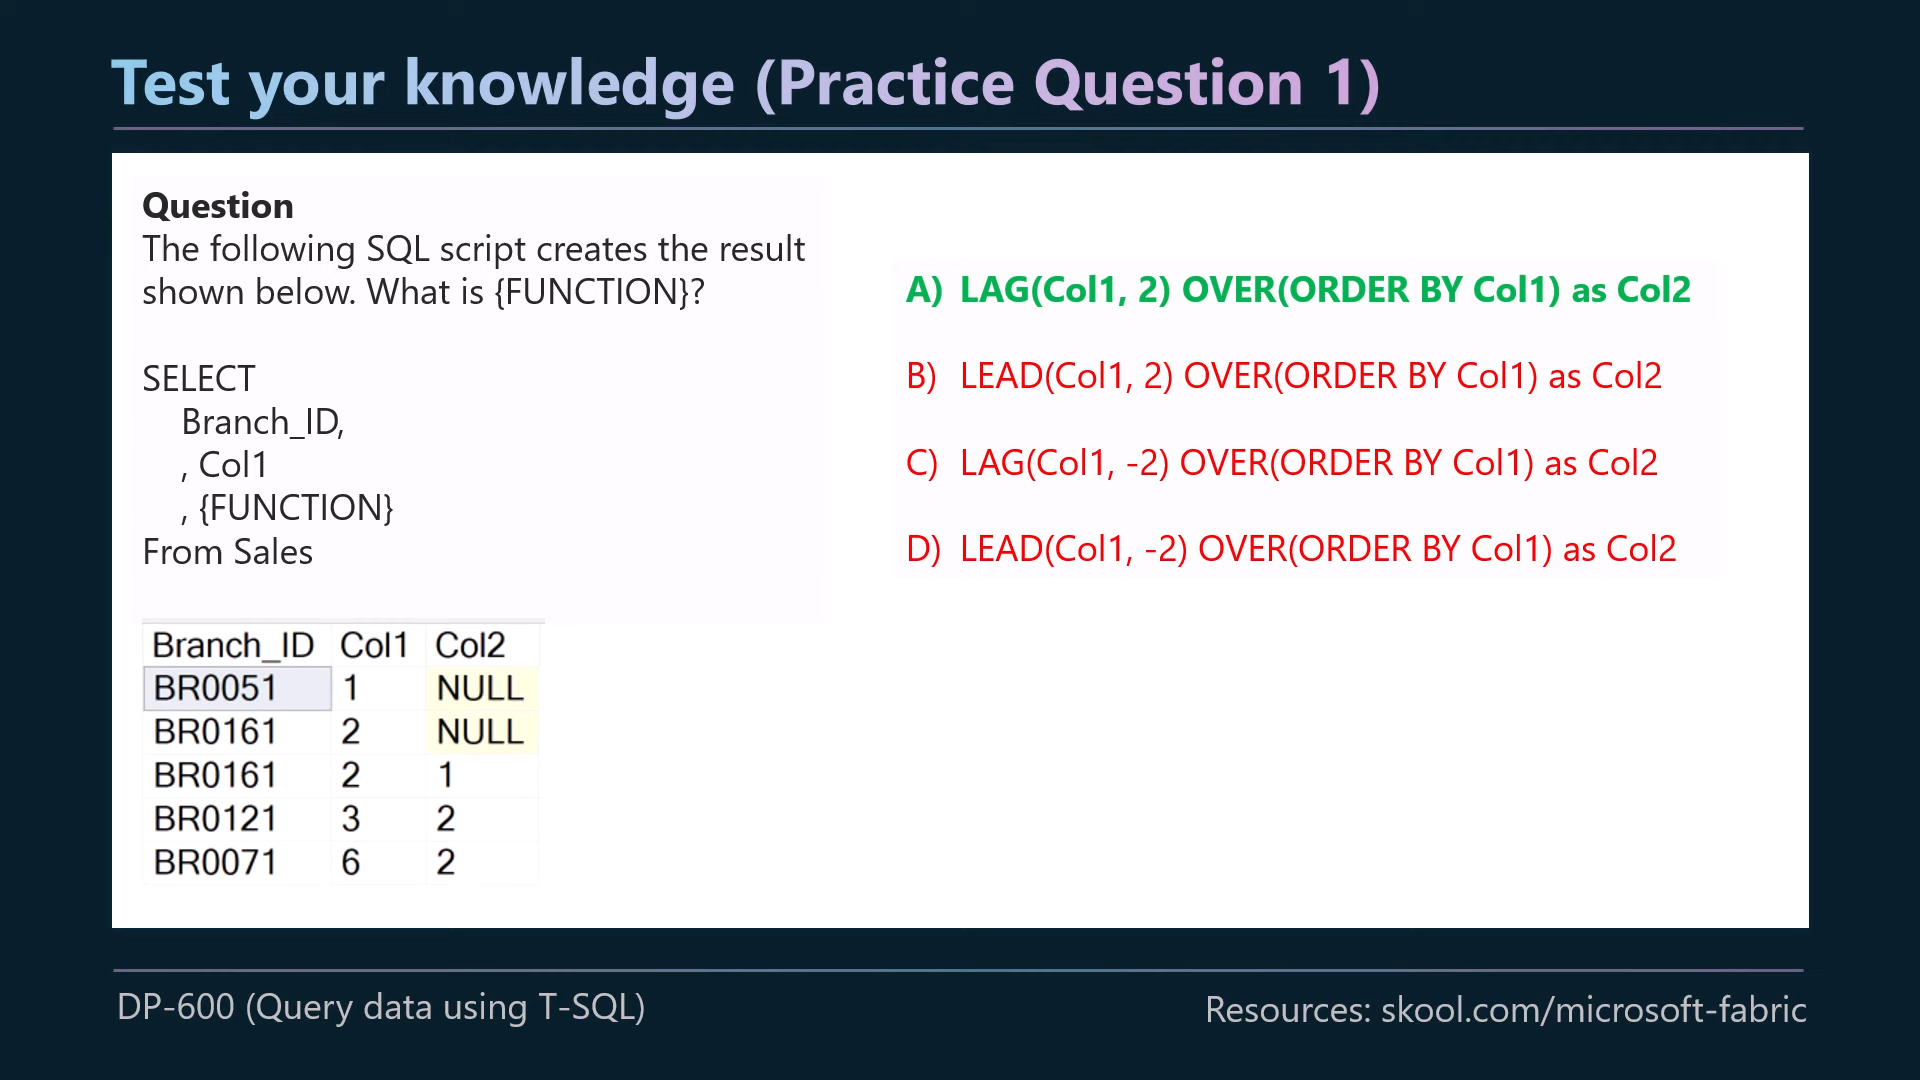 Test your knowledge (Practice Question 1)
Question
The following SQL script creates the result
shown below. What is {FUNCTION}?
SELECT
Branch_ID,
, Col1
, {FUNCTION}
From Sales
Branch_ID Col1 Col2
BR0051 1 NULL
BR0161 2 NULL
BR0161 2 1
BR0121 3 2
BR0071 6 2
A) LAG(Col1, 2) OVER(ORDER BY Col1) as Col2
B) LEAD(Col1, 2) OVER(ORDER BY Col1) as Col2
C) LAG(Col1, -2) OVER(ORDER BY Col1) as Col2
D) LEAD(Col1, -2) OVER(ORDER BY Col1) as Col2
DP-600 (Query data using T-SQL)
Resources: skool.com/microsoft-fabric